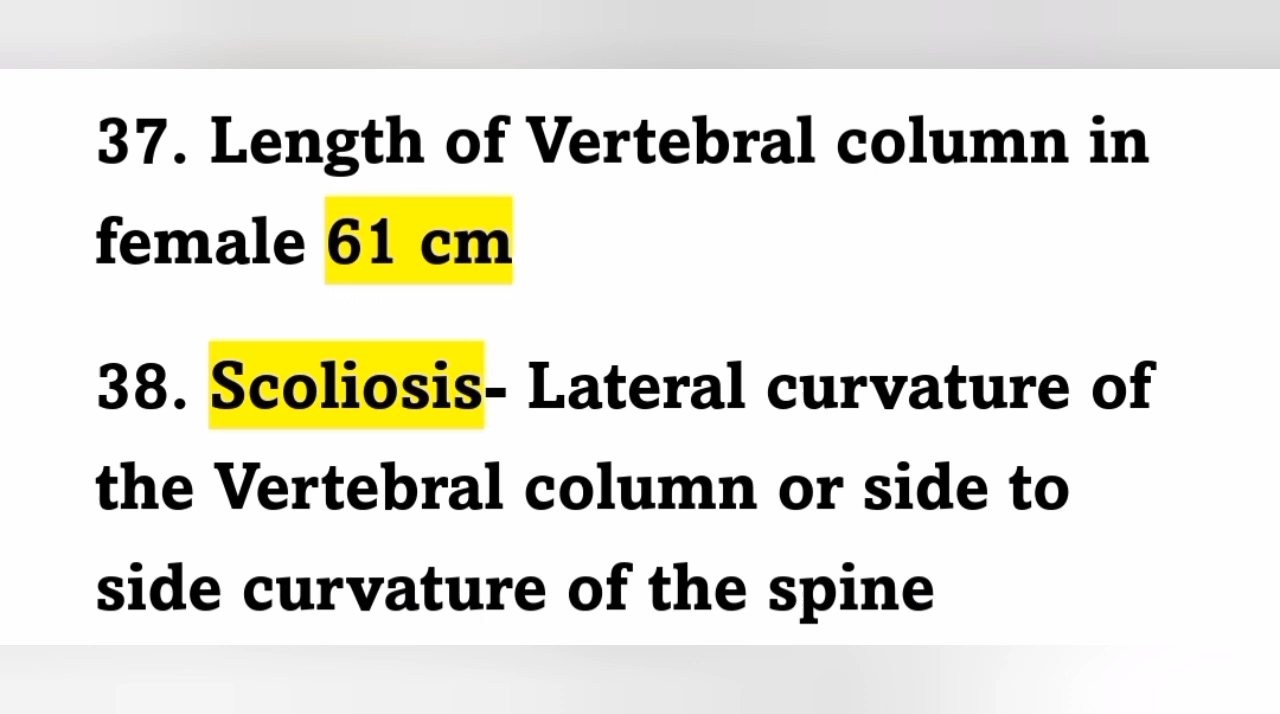 37. Length of Vertebral column in
female 61 cm
38. Scoliosis- Lateral curvature of
the Vertebral column or side to
side curvature of the spine